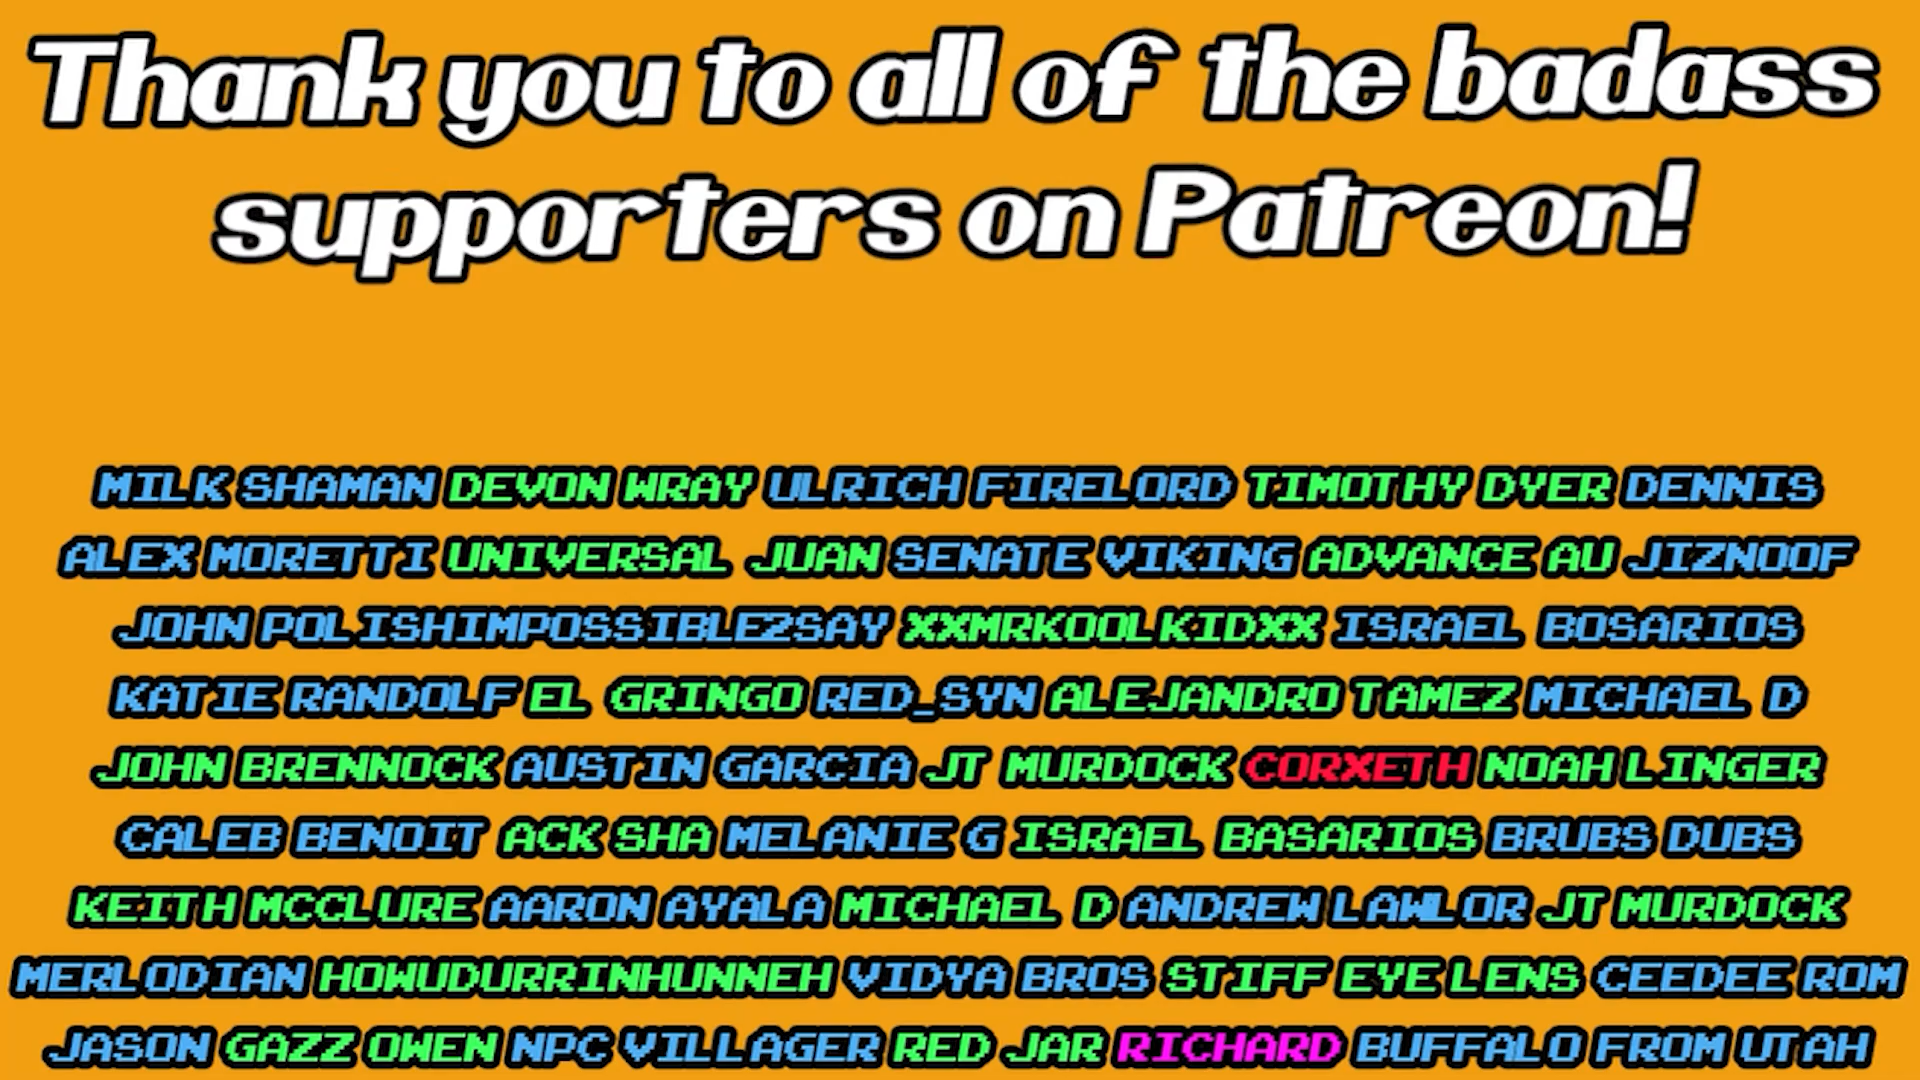 Thank you to all of the badass
supporters on Patreon!
MILK SHAMAN DEVON WRAY ULRICH FIRELORD TIMOTHY DYER DENNIS
ALEX MORETTI UNIVERSAL JUAN SENATE VIKING ADVANCE AU JIZNOOF
JOHN POLISHIMPOSSIBLE2SAY XXMRKOOLKIDXX ISRAEL BOSARIOS
KATIE RANDOLF EL GRINGO RED_SYN ALEJANDRO TAMEZ MICHAEL D
JOHN BRENNOCK AUSTIN GARCIA JT MURDOCK CORXETH NOAH LINGER
CALEB BENOIT ACK SHA MELANIE G ISRAEL BASARIOS BRUBS DUBS
KEITH MCCLURE AARON AYALA MICHAEL D ANDREW LAWLOR JT MURDOCK
MERLODIAN HOWUDURRINHUNNEH VIDYA BROS STIFF EYE LENS CEEDEE ROM
JASON GAZZ OWEN NPC VILLAGER RED JAR RICHARD BUFFALO FROM UTAH